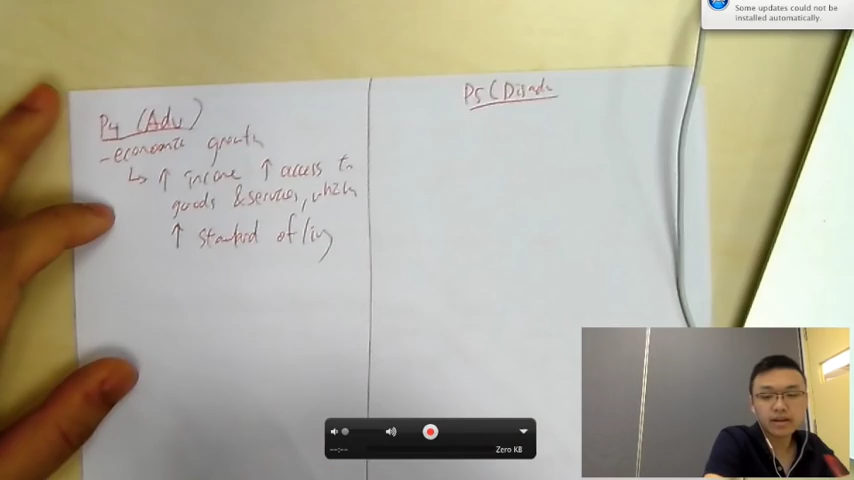 P4 (Adv)
P5 (Disadv
-economic growth
↳ ↑ income ↑ access to
goods & services, which
↑ standard of living
Some updates could not be
installed automatically.
--:--
Zero KB